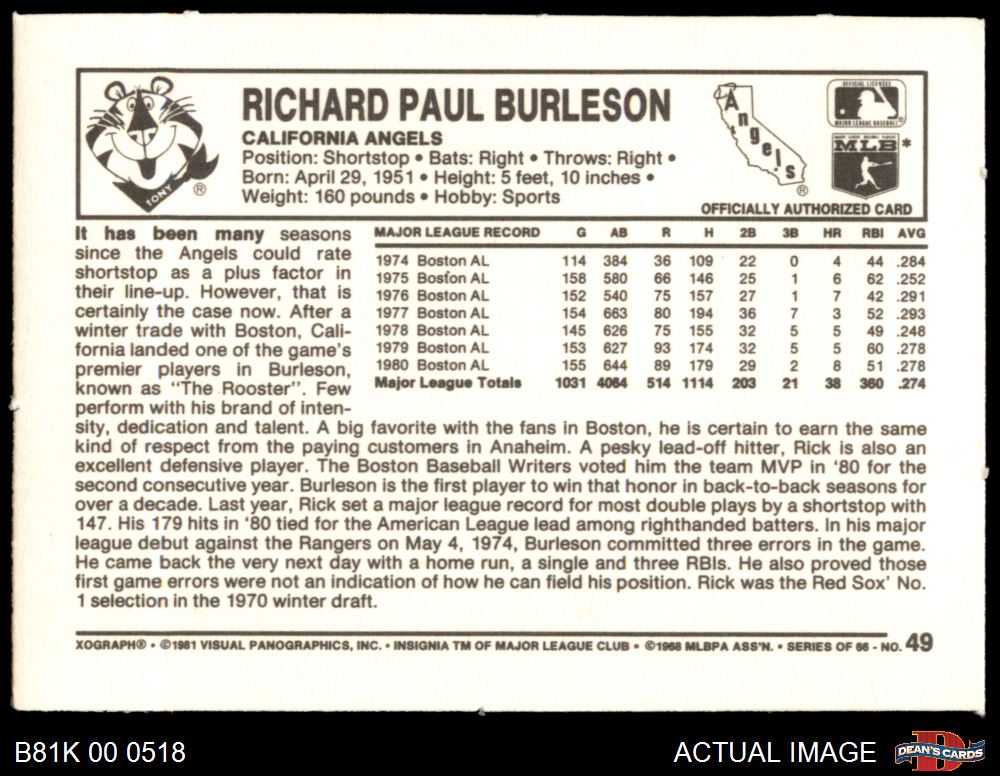 RICHARD PAUL BURLESON
CALIFORNIA ANGELS
Position: Shortstop • Bats: Right • Throws: Right •
Born: April 29, 1951 • Height: 5 feet, 10 inches •
Weight: 160 pounds • Hobby: Sports
TONY
®
Angels
®
OFFICIAL LICENSEE
MAJOR LEAGUE BASEBALL
MAJOR LEAGUE BASEBALL PLAYERS
MLB*
OFFICIALLY AUTHORIZED CARD
It has been many seasons
since the Angels could rate
shortstop as a plus factor in
their line-up. However, that is
certainly the case now. After a
winter trade with Boston, Cali-
fornia landed one of the game's
premier players in Burleson,
known as "The Rooster". Few
perform with his brand of inten-
MAJOR LEAGUE RECORD G AB R H 2B 3B HR RBI AVG
1974 Boston AL 114 384 36 109 22 0 4 44 .284
1975 Boston AL 158 580 66 146 25 1 6 62 .252
1976 Boston AL 152 540 75 157 27 1 7 42 .291
1977 Boston AL 154 663 80 194 36 7 3 52 .293
1978 Boston AL 145 626 75 155 32 5 5 49 .248
1979 Boston AL 153 627 93 174 32 5 5 60 .278
1980 Boston AL 155 644 89 179 29 2 8 51 .278
Major League Totals 1031 4064 514 1114 203 21 38 360 .274
sity, dedication and talent. A big favorite with the fans in Boston, he is certain to earn the same
kind of respect from the paying customers in Anaheim. A pesky lead-off hitter, Rick is also an
excellent defensive player. The Boston Baseball Writers voted him the team MVP in '80 for the
second consecutive year. Burleson is the first player to win that honor in back-to-back seasons for
over a decade. Last year, Rick set a major league record for most double plays by a shortstop with
147. His 179 hits in '80 tied for the American League lead among righthanded batters. In his major
league debut against the Rangers on May 4, 1974, Burleson committed three errors in the game.
He came back the very next day with a home run, a single and three RBIs. He also proved those
first game errors were not an indication of how he can field his position. Rick was the Red Sox' No.
1 selection in the 1970 winter draft.
XOGRAPH® • ©1981 VISUAL PANOGRAPHICS, INC. • INSIGNIA TM OF MAJOR LEAGUE CLUB • ©1968 MLBPA ASS'N. • SERIES OF 66 - NO. 49
B81K 00 0518
ACTUAL IMAGE
DEAN'S CARDS